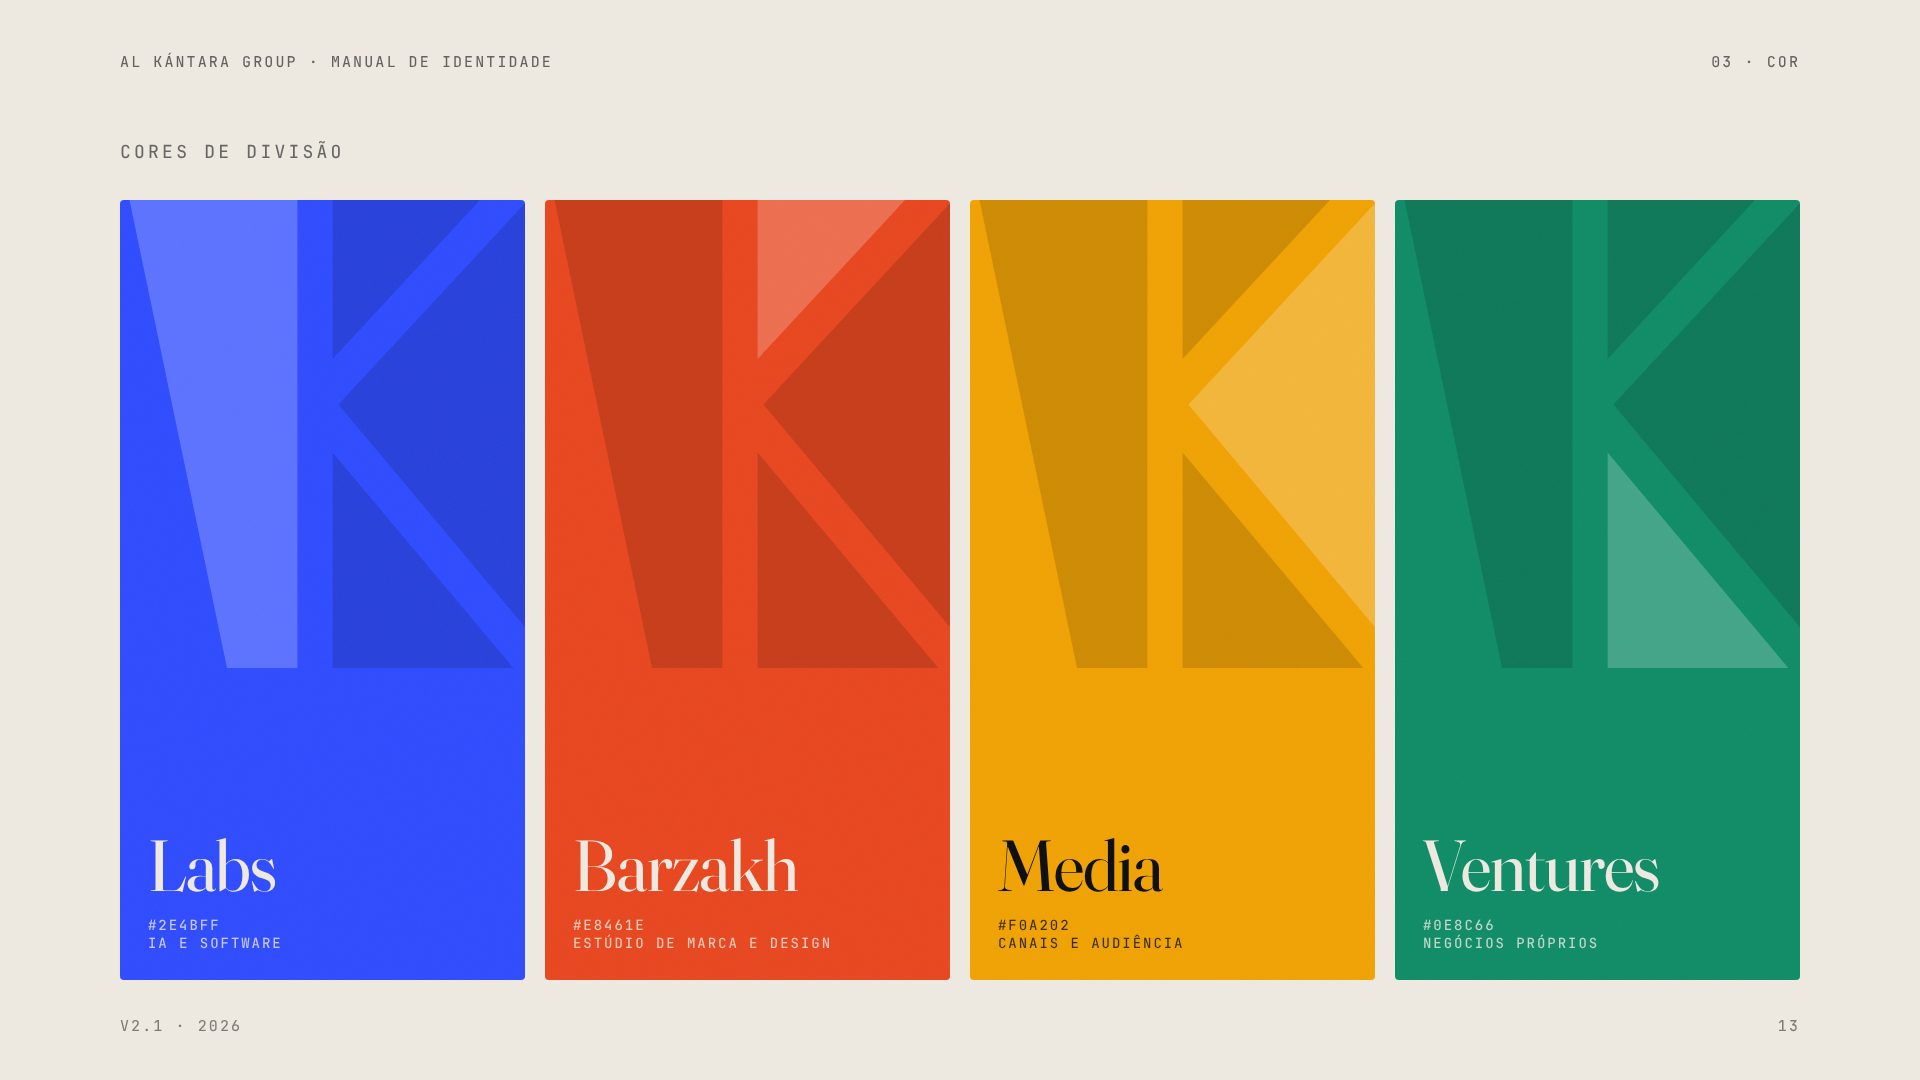 AL KÁNTARA GROUP · MANUAL DE IDENTIDADE
03 · COR
CORES DE DIVISÃO
Labs
#2E4BFF
IA E SOFTWARE
Barzakh
#E8461E
ESTÚDIO DE MARCA E DESIGN
Media
#F0A202
CANAIS E AUDIÊNCIA
Ventures
#0E8C66
NEGÓCIOS PRÓPRIOS
V2.1 · 2026
13